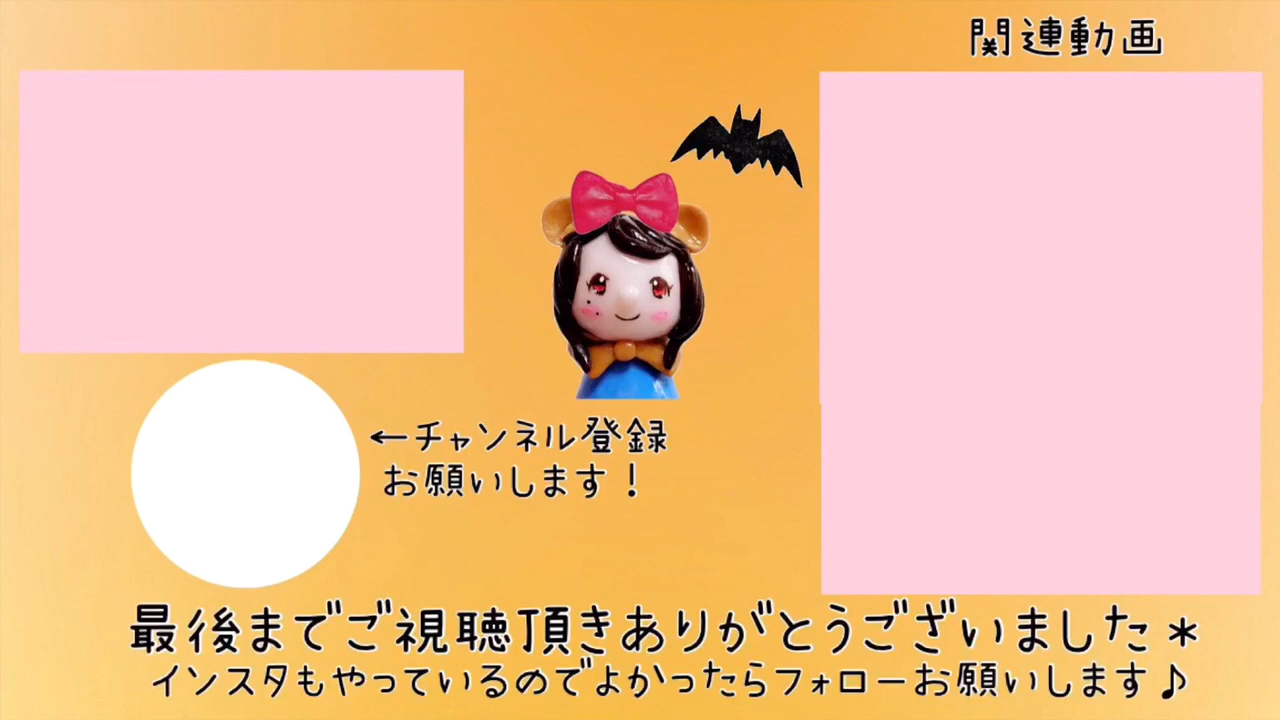 関連動画
←チャンネル登録
お願いします！
最後までご視聴頂きありがとうございました＊
インスタもやっているのでよかったらフォローお願いします♪